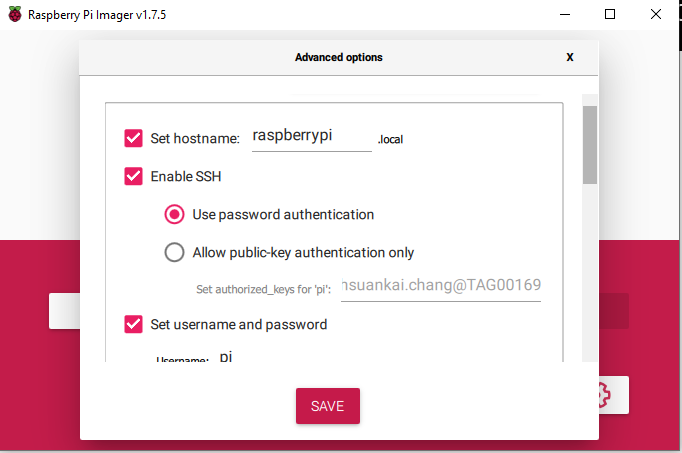 Raspberry Pi Imager v1.7.5
Advanced options
X
Set hostname: raspberrypi .local
Enable SSH
Use password authentication
Allow public-key authentication only
Set authorized_keys for 'pi': hsuankai.chang@TAG00169
Set username and password
Username: pi
SAVE